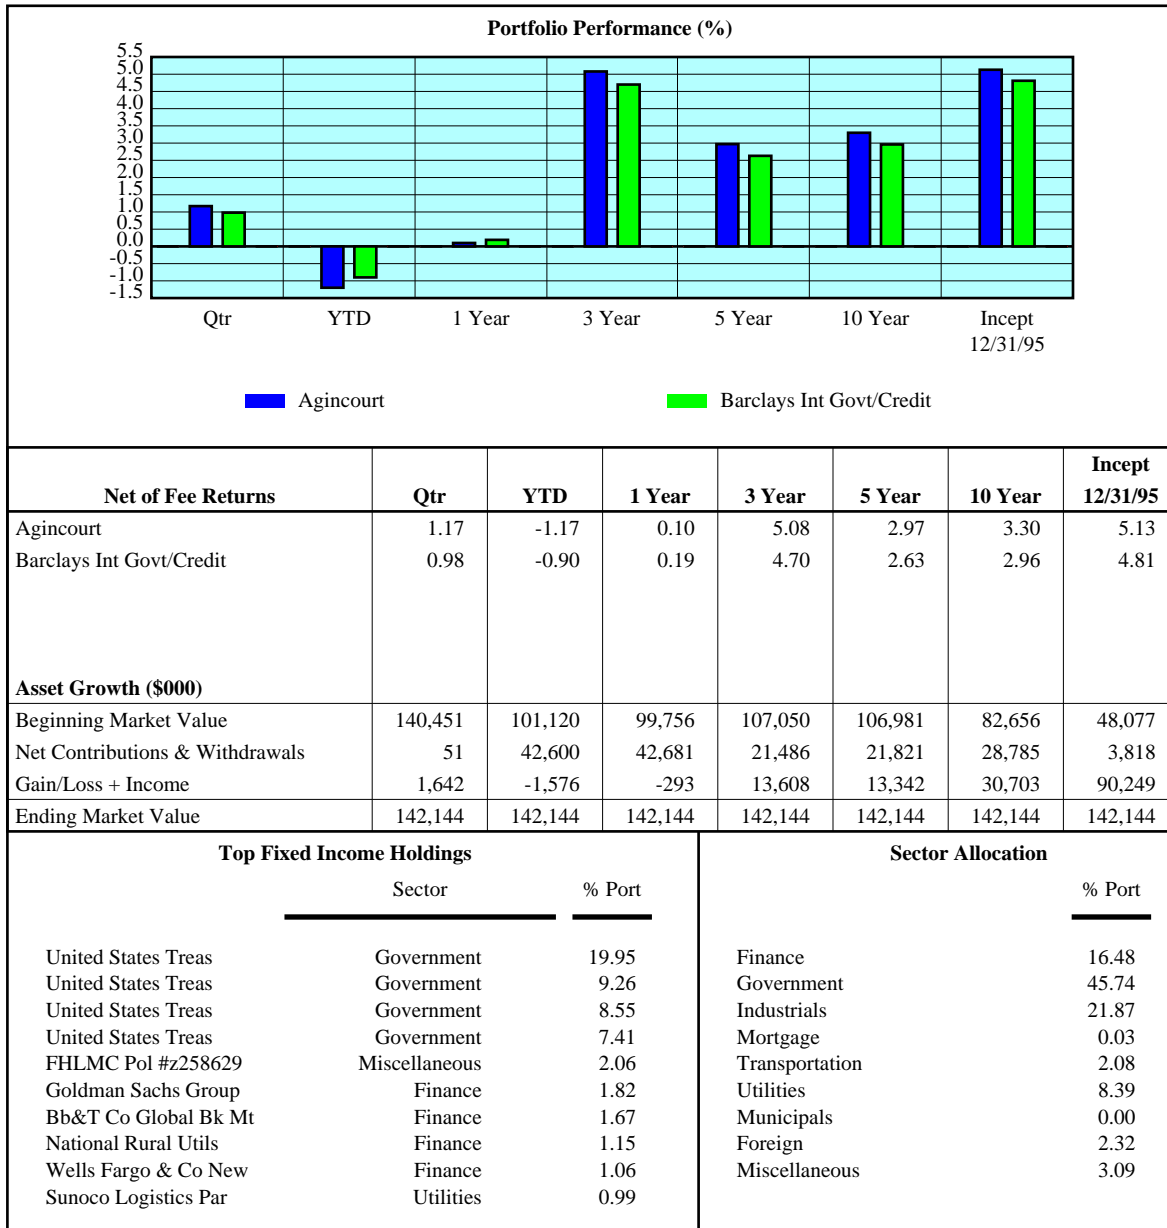 Portfolio Performance (%)
5.5
5.0
4.5
4.0
3.5
3.0
2.5
2.0
1.5
1.0
0.5
0.0
-0.5
-1.0
-1.5
Qtr YTD 1 Year 3 Year 5 Year 10 Year Incept
12/31/95
Agincourt Barclays Int Govt/Credit
Incept
Net of Fee Returns Qtr YTD 1 Year 3 Year 5 Year 10 Year 12/31/95
Agincourt 1.17 -1.17 0.10 5.08 2.97 3.30 5.13
Barclays Int Govt/Credit 0.98 -0.90 0.19 4.70 2.63 2.96 4.81
Asset Growth ($000)
Beginning Market Value 140,451 101,120 99,756 107,050 106,981 82,656 48,077
Net Contributions & Withdrawals 51 42,600 42,681 21,486 21,821 28,785 3,818
Gain/Loss + Income 1,642 -1,576 -293 13,608 13,342 30,703 90,249
Ending Market Value 142,144 142,144 142,144 142,144 142,144 142,144 142,144
Top Fixed Income Holdings
Sector % Port
United States Treas Government 19.95
United States Treas Government 9.26
United States Treas Government 8.55
United States Treas Government 7.41
FHLMC Pol #z258629 Miscellaneous 2.06
Goldman Sachs Group Finance 1.82
Bb&T Co Global Bk Mt Finance 1.67
National Rural Utils Finance 1.15
Wells Fargo & Co New Finance 1.06
Sunoco Logistics Par Utilities 0.99
Sector Allocation
% Port
Finance 16.48
Government 45.74
Industrials 21.87
Mortgage 0.03
Transportation 2.08
Utilities 8.39
Municipals 0.00
Foreign 2.32
Miscellaneous 3.09